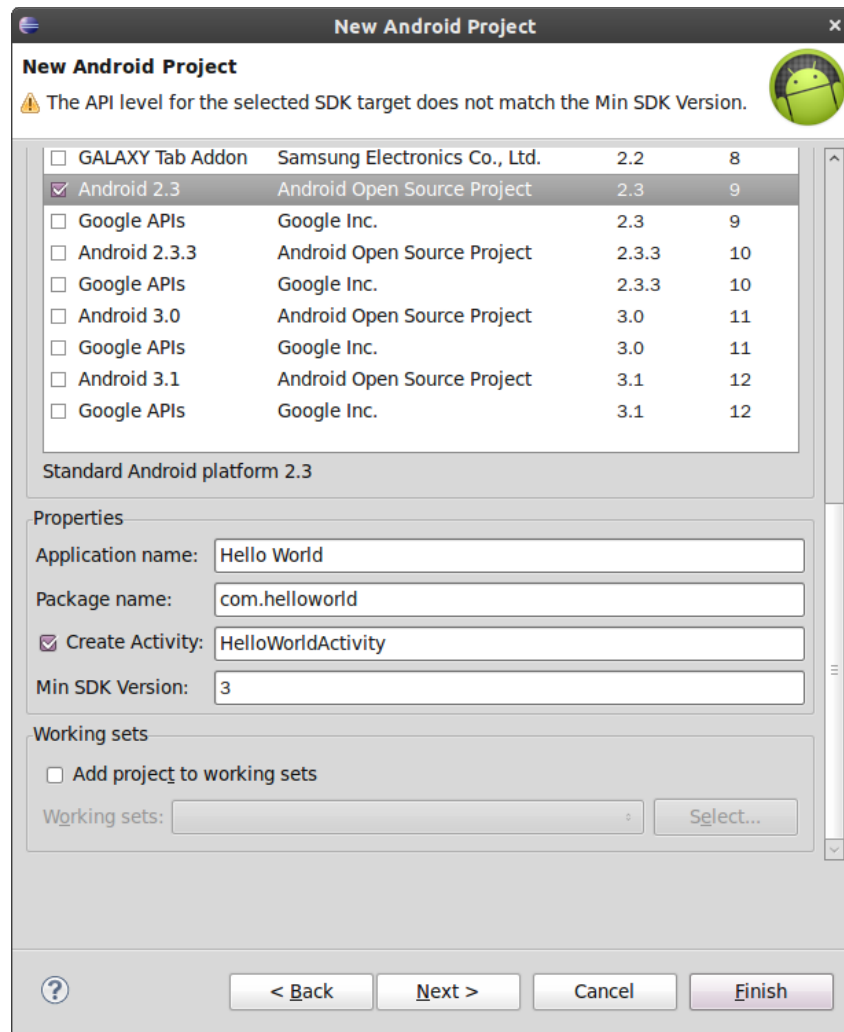 New Android Project
New Android Project
The API level for the selected SDK target does not match the Min SDK Version.
GALAXY Tab Addon Samsung Electronics Co., Ltd. 2.2 8
Android 2.3 Android Open Source Project 2.3 9
Google APIs Google Inc. 2.3 9
Android 2.3.3 Android Open Source Project 2.3.3 10
Google APIs Google Inc. 2.3.3 10
Android 3.0 Android Open Source Project 3.0 11
Google APIs Google Inc. 3.0 11
Android 3.1 Android Open Source Project 3.1 12
Google APIs Google Inc. 3.1 12
Standard Android platform 2.3
Properties
Application name: Hello World
Package name: com.helloworld
Create Activity: HelloWorldActivity
Min SDK Version: 3
Working sets
Add project to working sets
Working sets: Select...
< Back Next > Cancel Finish